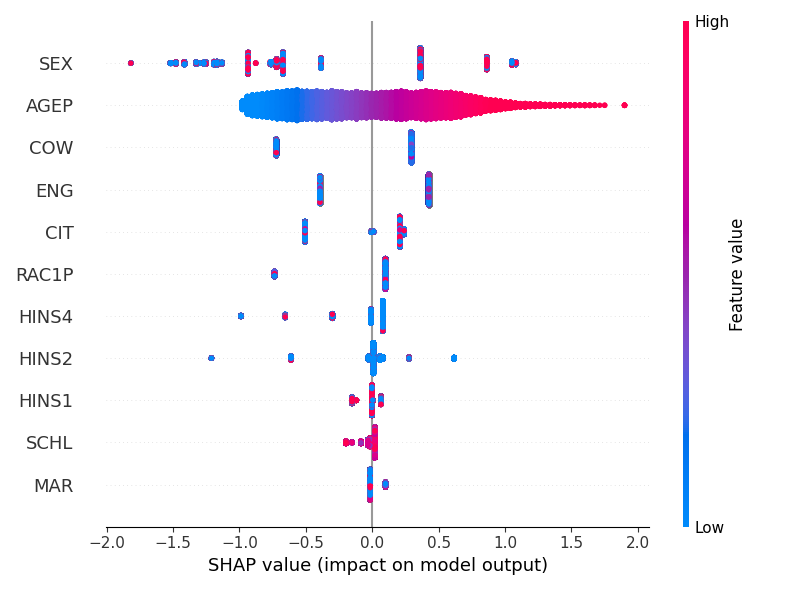 High
SEX
AGEP
COW
ENG
CIT
RAC1P
HINS4
HINS2
HINS1
SCHL
MAR
Feature value
Low
−2.0 −1.5 −1.0 −0.5 0.0 0.5 1.0 1.5 2.0
SHAP value (impact on model output)